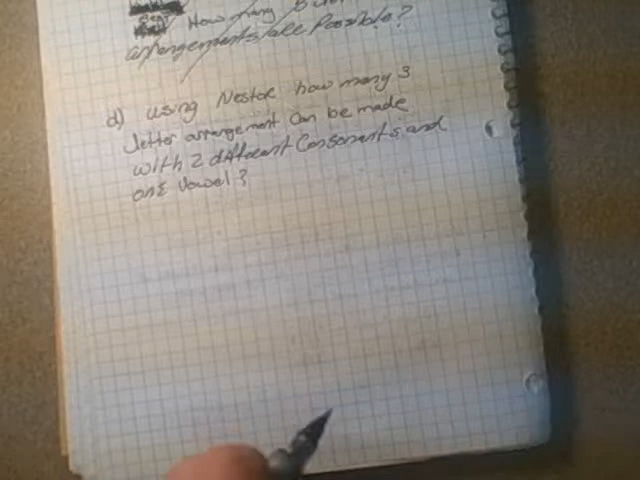 How many
arrangements are Possible?
d) using Nestor how many 3
letter arrangement can be made
with 2 different Consonents and
one vowel?